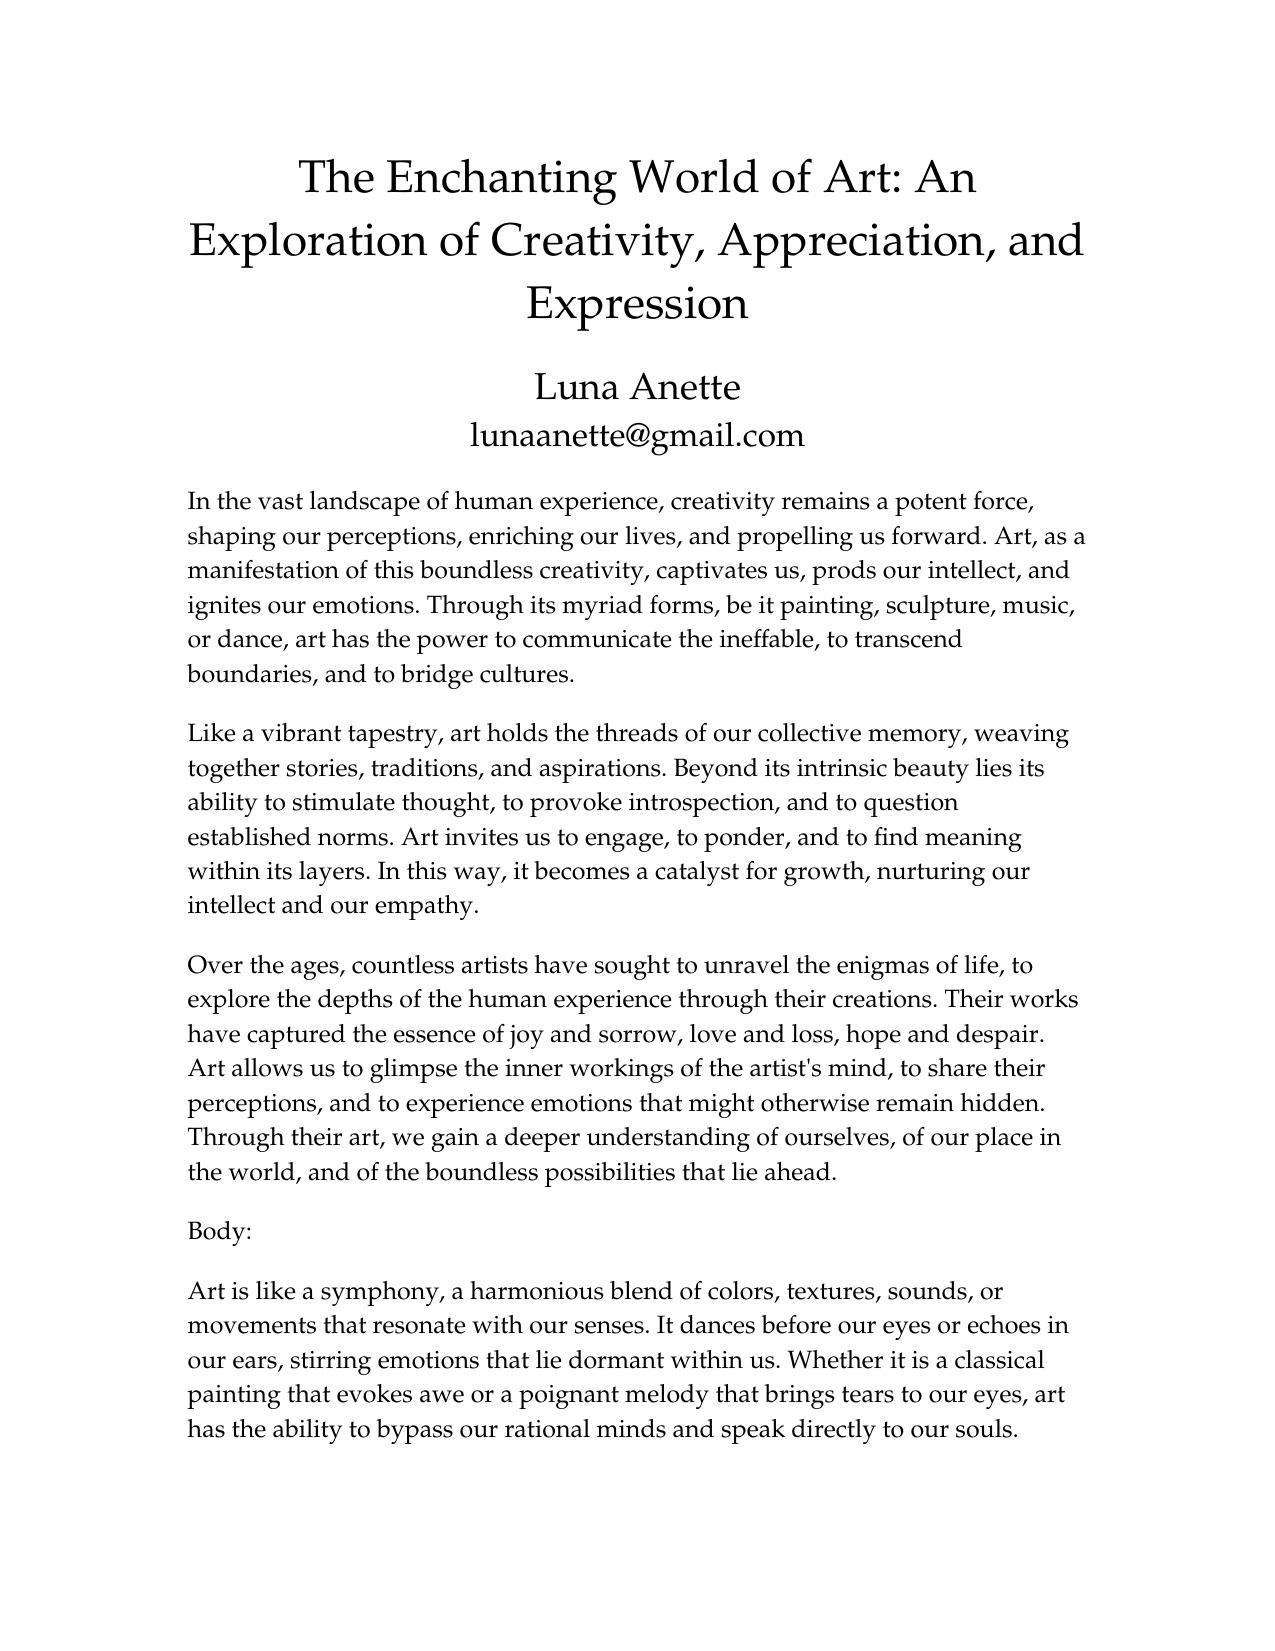 The Enchanting World of Art: An
Exploration of Creativity, Appreciation, and
Expression
Luna Anette
lunaanette@gmail.com
In the vast landscape of human experience, creativity remains a potent force,
shaping our perceptions, enriching our lives, and propelling us forward. Art, as a
manifestation of this boundless creativity, captivates us, prods our intellect, and
ignites our emotions. Through its myriad forms, be it painting, sculpture, music,
or dance, art has the power to communicate the ineffable, to transcend
boundaries, and to bridge cultures.
Like a vibrant tapestry, art holds the threads of our collective memory, weaving
together stories, traditions, and aspirations. Beyond its intrinsic beauty lies its
ability to stimulate thought, to provoke introspection, and to question
established norms. Art invites us to engage, to ponder, and to find meaning
within its layers. In this way, it becomes a catalyst for growth, nurturing our
intellect and our empathy.
Over the ages, countless artists have sought to unravel the enigmas of life, to
explore the depths of the human experience through their creations. Their works
have captured the essence of joy and sorrow, love and loss, hope and despair.
Art allows us to glimpse the inner workings of the artist's mind, to share their
perceptions, and to experience emotions that might otherwise remain hidden.
Through their art, we gain a deeper understanding of ourselves, of our place in
the world, and of the boundless possibilities that lie ahead.
Body:
Art is like a symphony, a harmonious blend of colors, textures, sounds, or
movements that resonate with our senses. It dances before our eyes or echoes in
our ears, stirring emotions that lie dormant within us. Whether it is a classical
painting that evokes awe or a poignant melody that brings tears to our eyes, art
has the ability to bypass our rational minds and speak directly to our souls.